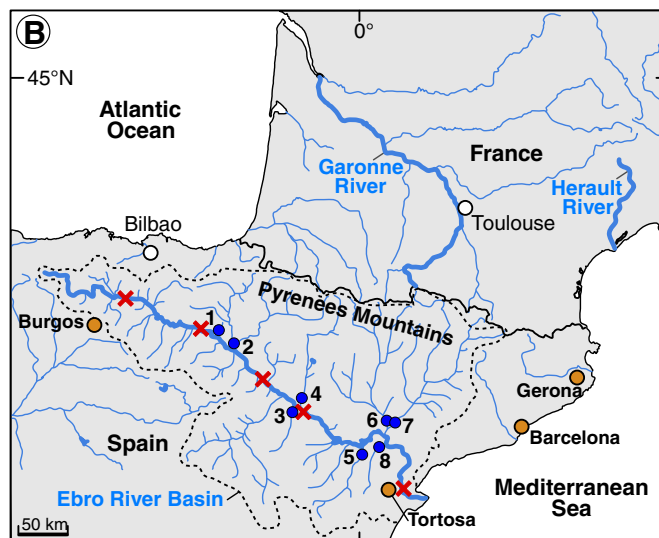 B
0°
45°N
Atlantic
Ocean
France
Garonne
River
Herault
River
Toulouse
Bilbao
Pyrenees Mountains
Burgos
1
2
Gerona
4
3
6
7
Barcelona
Spain
5
8
Ebro River Basin
Mediterranean
Sea
Tortosa
50 km